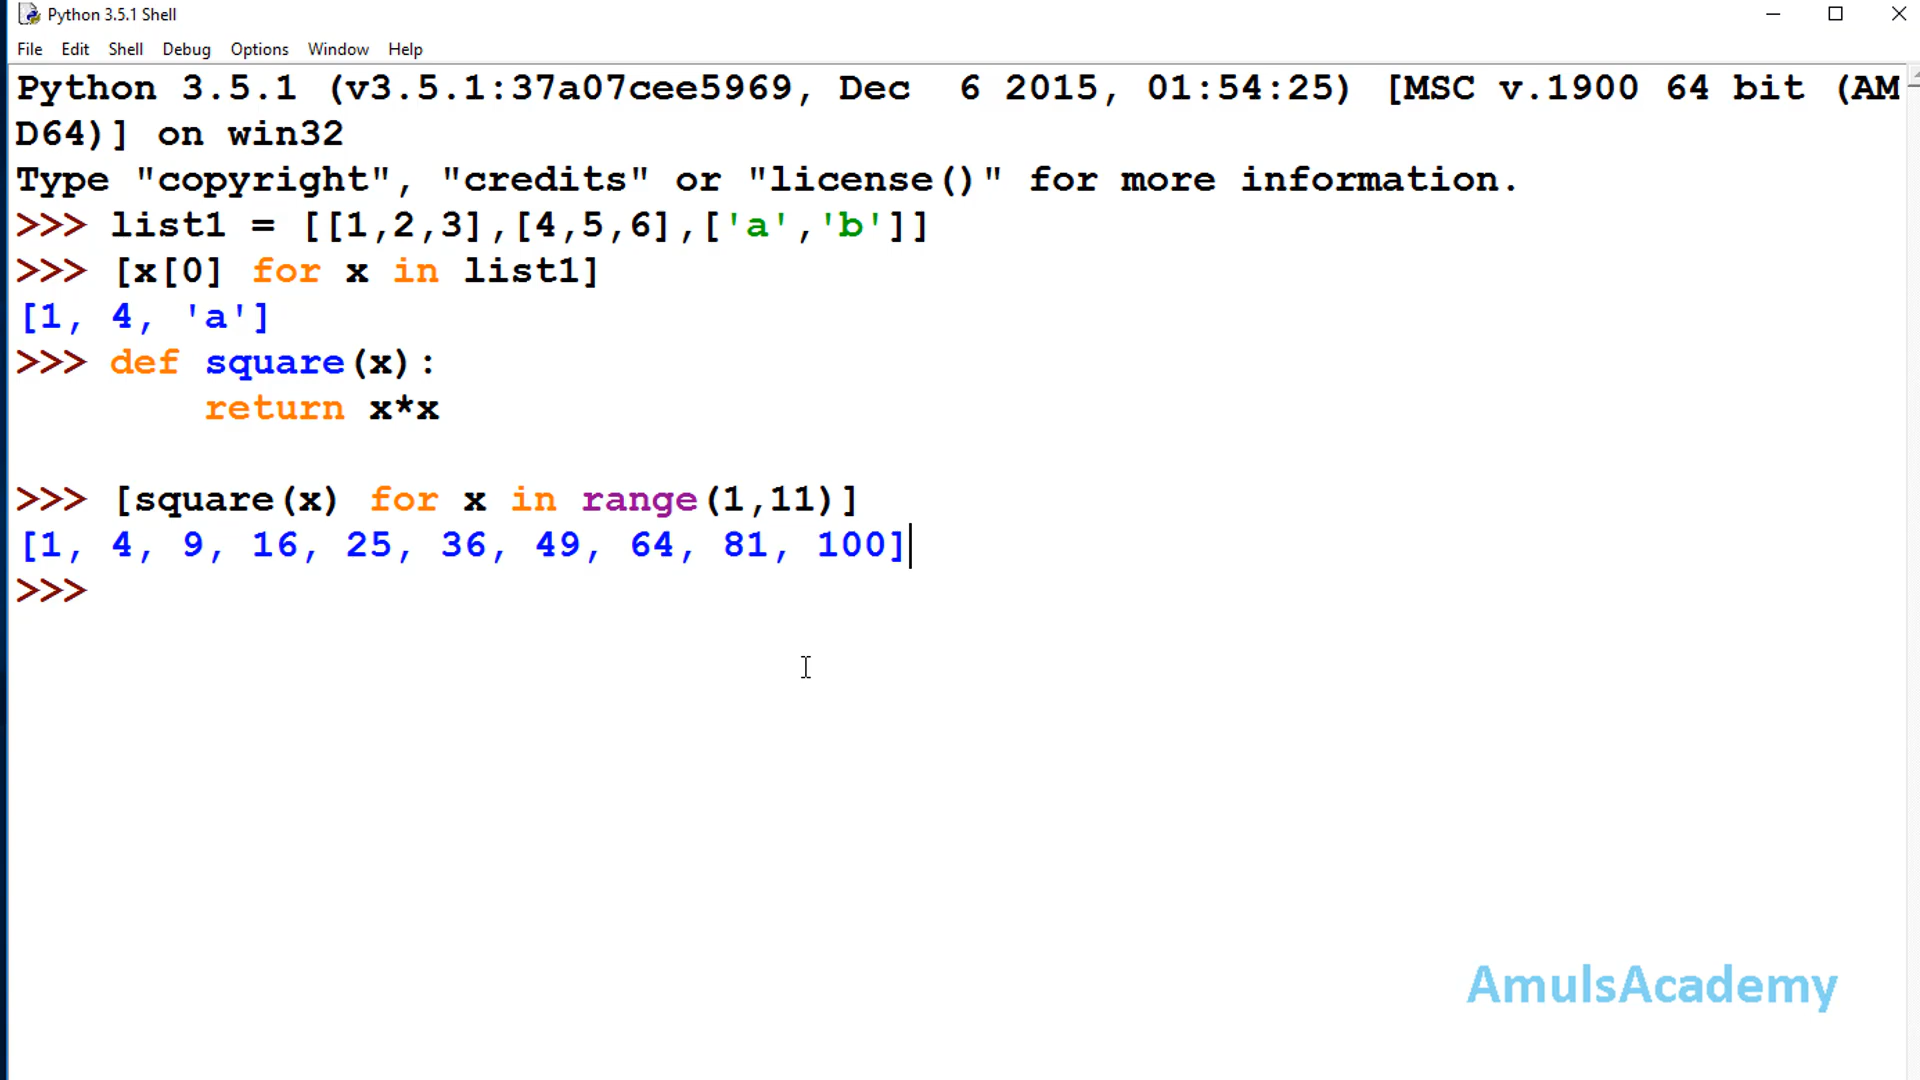 Python 3.5.1 Shell
File Edit Shell Debug Options Window Help
Python 3.5.1 (v3.5.1:37a07cee5969, Dec  6 2015, 01:54:25) [MSC v.1900 64 bit (AM
D64)] on win32
Type "copyright", "credits" or "license()" for more information.
>>> list1 = [[1,2,3],[4,5,6],['a','b']]
>>> [x[0] for x in list1]
[1, 4, 'a']
>>> def square(x):
        return x*x
>>> [square(x) for x in range(1,11)]
[1, 4, 9, 16, 25, 36, 49, 64, 81, 100]
>>>
AmulsAcademy